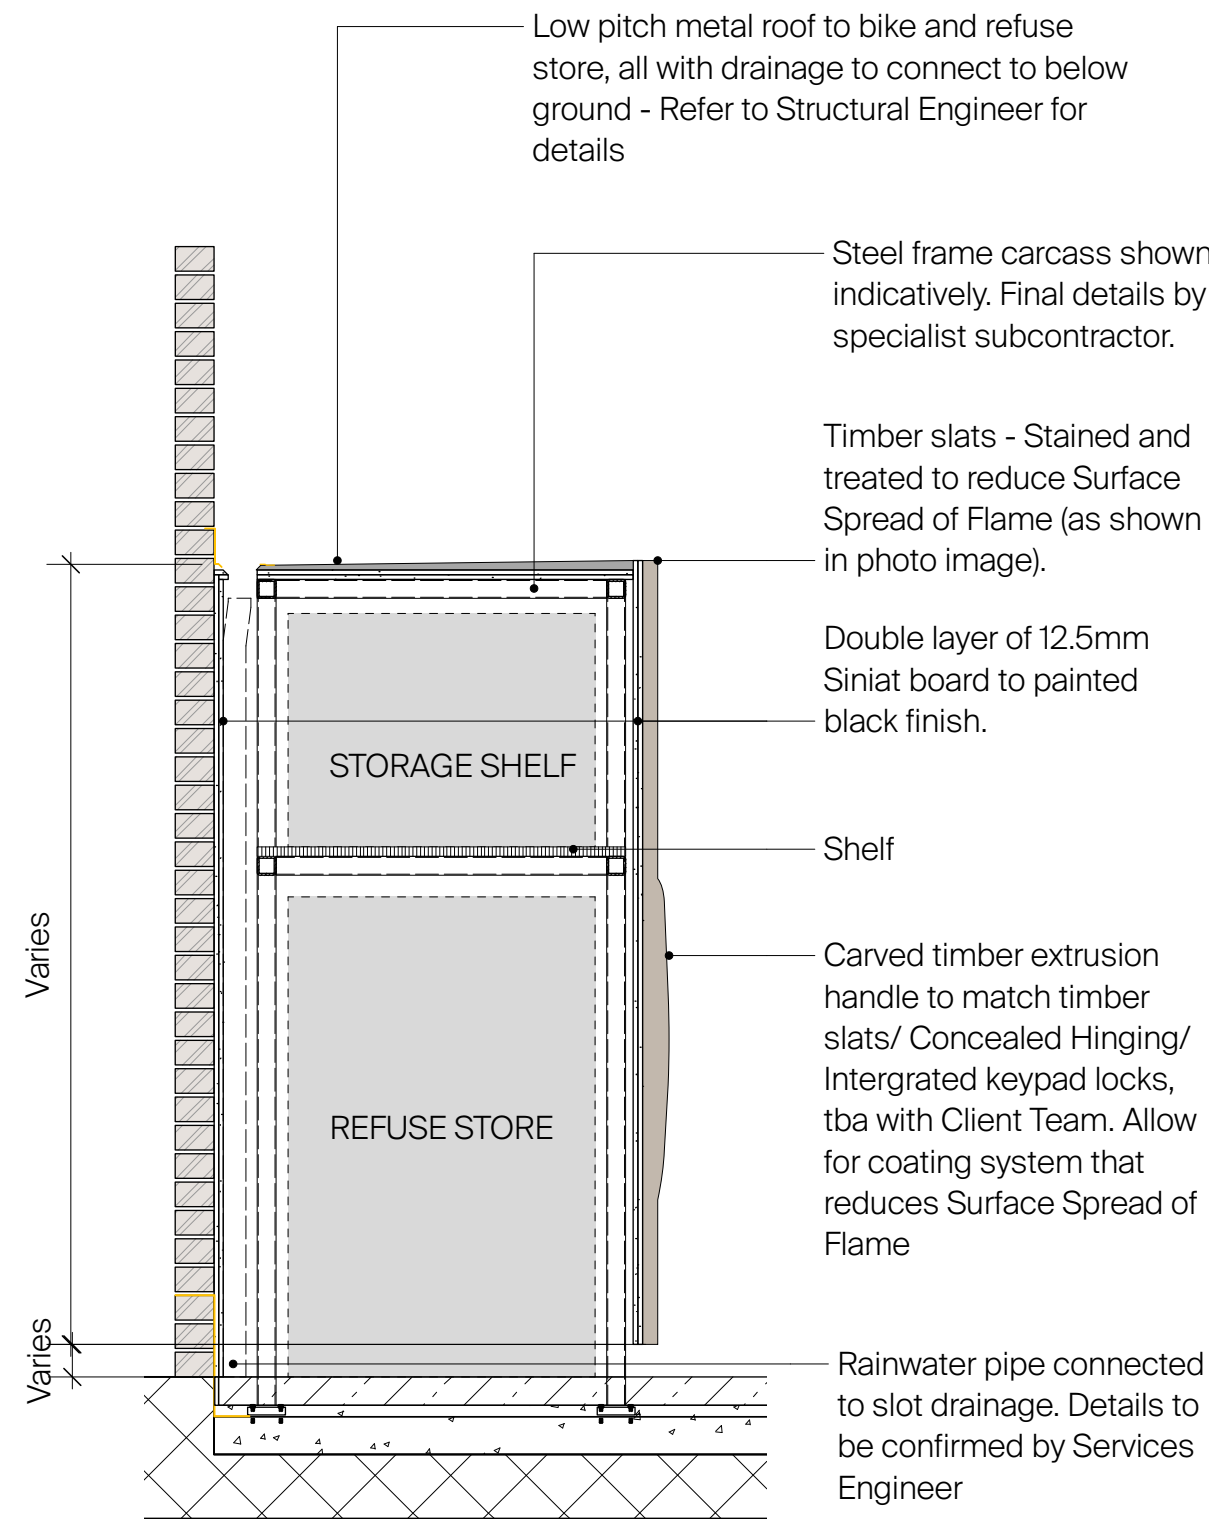 Low pitch metal roof to bike and refuse
store, all with drainage to connect to below
ground - Refer to Structural Engineer for
details
Steel frame carcass shown
indicatively. Final details by
specialist subcontractor.
Timber slats - Stained and
treated to reduce Surface
Spread of Flame (as shown
in photo image).
Double layer of 12.5mm
Siniat board to painted
black finish.
STORAGE SHELF
Shelf
Varies
Carved timber extrusion
handle to match timber
slats/ Concealed Hinging/
Intergrated keypad locks,
tba with Client Team. Allow
for coating system that
reduces Surface Spread of
Flame
REFUSE STORE
Varies
Rainwater pipe connected
to slot drainage. Details to
be confirmed by Services
Engineer